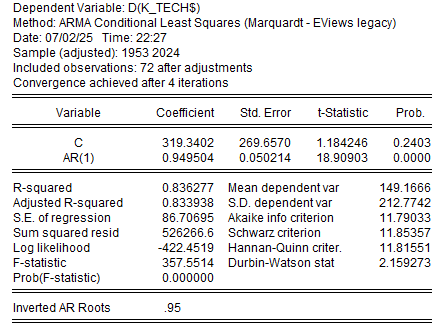 Dependent Variable: D(K_TECH$)
Method: ARMA Conditional Least Squares (Marquardt - EViews legacy)
Date: 07/02/25 Time: 22:27
Sample (adjusted): 1953 2024
Included observations: 72 after adjustments
Convergence achieved after 4 iterations
Variable Coefficient Std. Error t-Statistic Prob.
C 319.3402 269.6570 1.184246 0.2403
AR(1) 0.949504 0.050214 18.90903 0.0000
R-squared 0.836277 Mean dependent var 149.1666
Adjusted R-squared 0.833938 S.D. dependent var 212.7742
S.E. of regression 86.70695 Akaike info criterion 11.79033
Sum squared resid 526266.6 Schwarz criterion 11.85357
Log likelihood -422.4519 Hannan-Quinn criter. 11.81551
F-statistic 357.5514 Durbin-Watson stat 2.159273
Prob(F-statistic) 0.000000
Inverted AR Roots .95